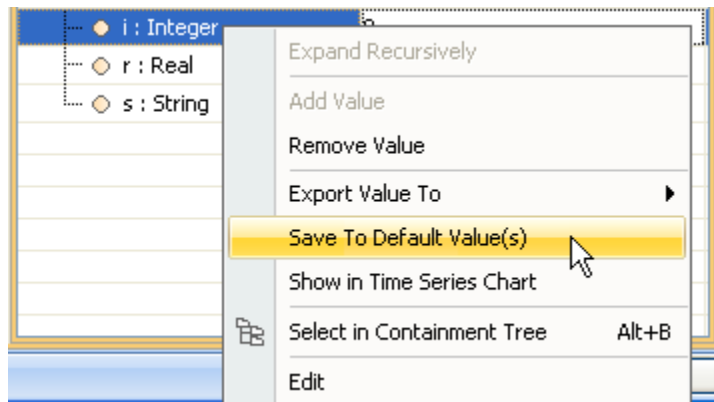 i : Integer
r : Real
s : String
Expand Recursively
Add Value
Remove Value
Export Value To
Save To Default Value(s)
Show in Time Series Chart
Select in Containment Tree Alt+B
Edit